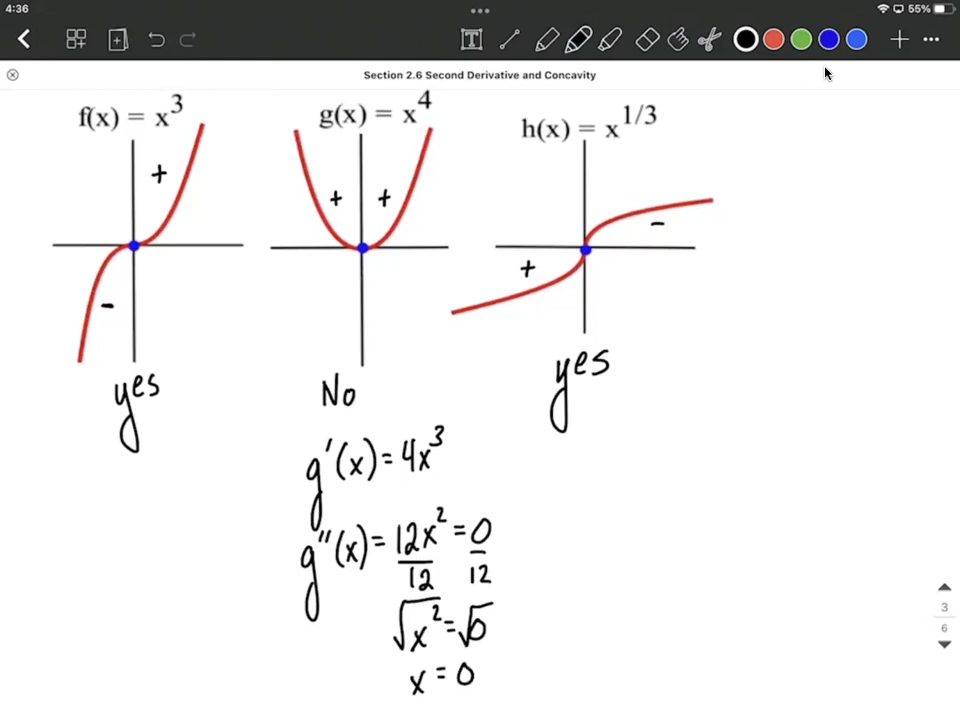 4:36
55%
T
Section 2.6 Second Derivative and Concavity
f(x) = x³
g(x) = x⁴
h(x) = x^{1/3}
+
-
+ +
+
-
yes
No
yes
g'(x) = 4x³
g''(x) = 12x² = 0
12 12
√x² = √0
x = 0
3
6